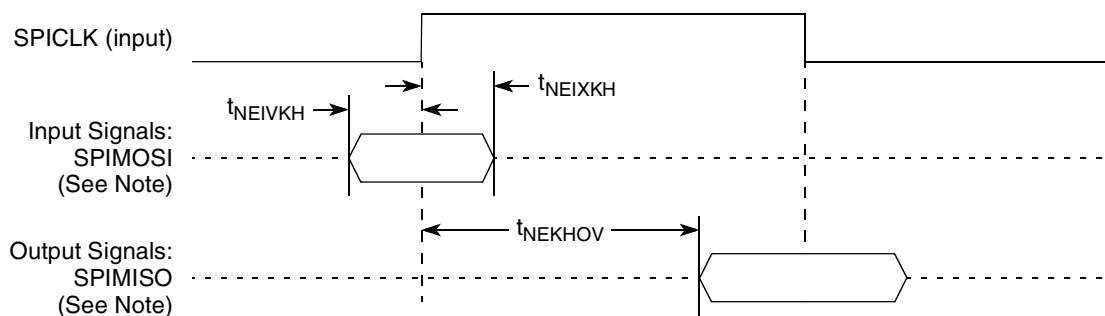 SPICLK (input)
tNEIXKH
tNEIVKH
Input Signals:
SPIMOSI
(See Note)
tNEKHOV
Output Signals:
SPIMISO
(See Note)